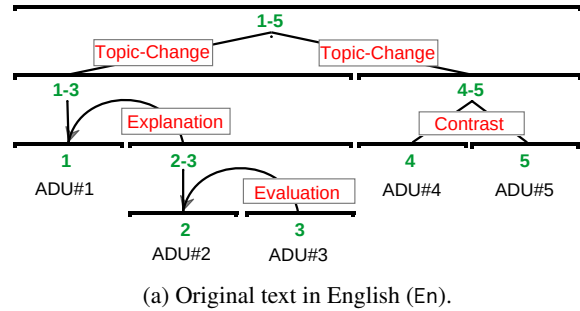 1-5
Topic-Change Topic-Change
1-3 4-5
Explanation Contrast
1 2-3 4 5
ADU#1 ADU#4 ADU#5
Evaluation
2 3
ADU#2 ADU#3
(a) Original text in English (En).